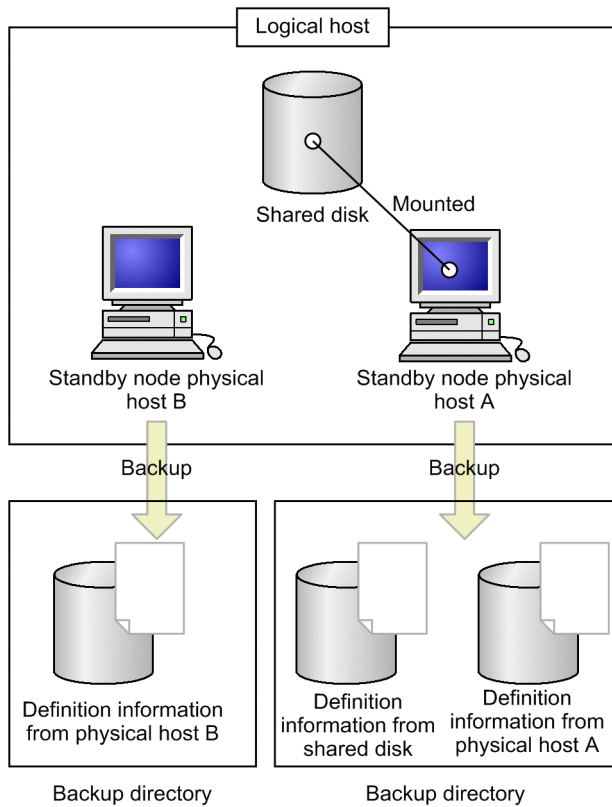 Logical host
Shared disk
Mounted
Standby node physical
host B
Standby node physical
host A
Backup
Backup
Definition information
from physical host B
Definition
information from
shared disk
Definition
information from
physical host A
Backup directory
Backup directory